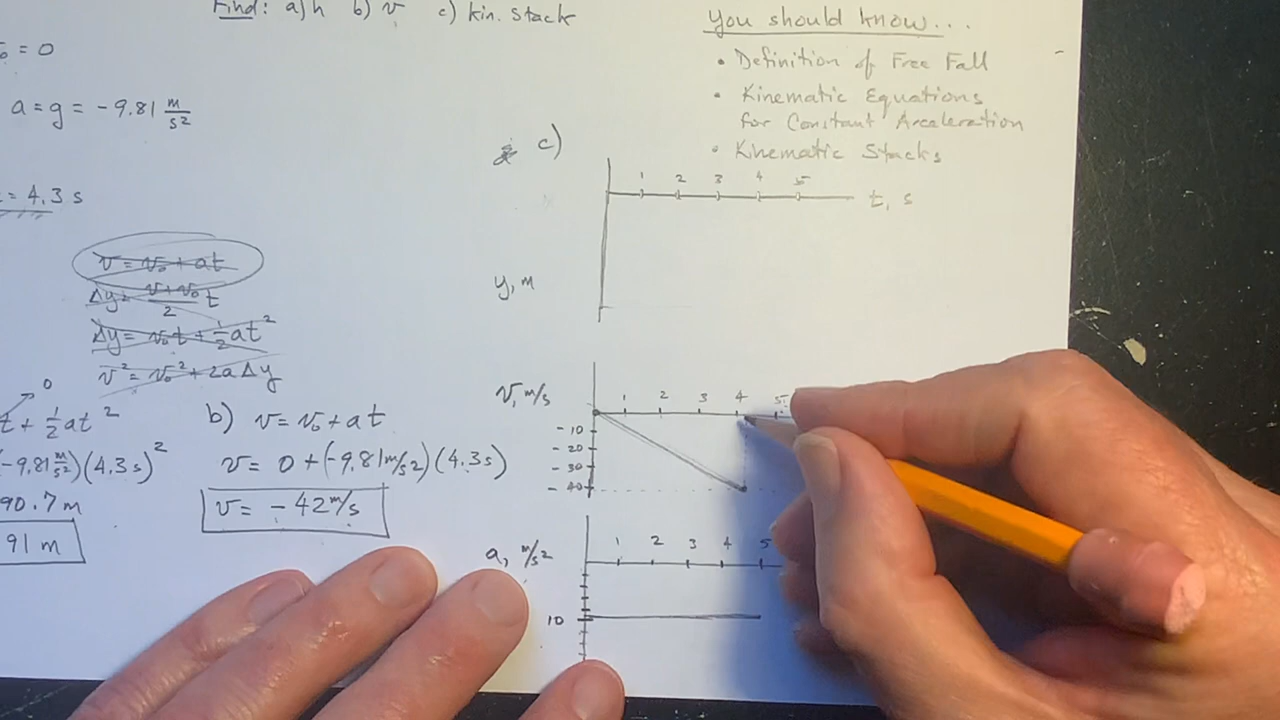 Find: a) h b) v c) kin. stack
= 0
a = g = -9.81 m/s²
= 4.3 s
v = v₀ + at
Δy = (v + v₀)/2 t
Δy = v₀t + ½at²
v² = v₀² + 2aΔy
0
t + ½at²
-9.81 m/s²)(4.3s)²
90.7 m
91 m
b) v = v₀ + at
v = 0 + (-9.81 m/s²)(4.3s)
v = -42 m/s
You should know...
• Definition of Free Fall
• Kinematic Equations
for Constant Acceleration
• Kinematic Stacks
c)
1 2 3 4 5
t, s
y, m
v, m/s
1 2 3 4 5
-10
-20
-30
-40
a, m/s²
1 2 3 4 5
10